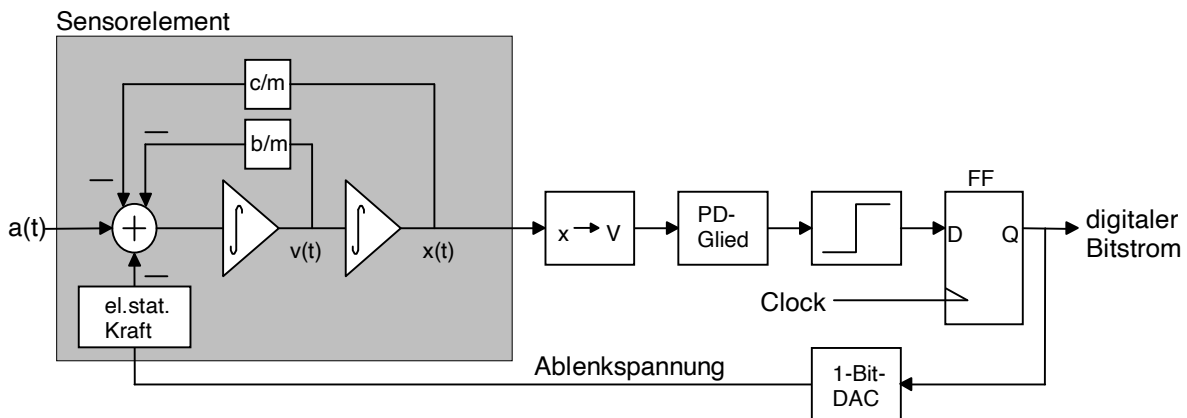 Sensorelement
c/m
b/m
a(t)
+
∫
∫
v(t)
x(t)
el.stat.
Kraft
x → V
PD-
Glied
FF
D
Q
Clock
digitaler
Bitstrom
Ablenkspannung
1-Bit-
DAC